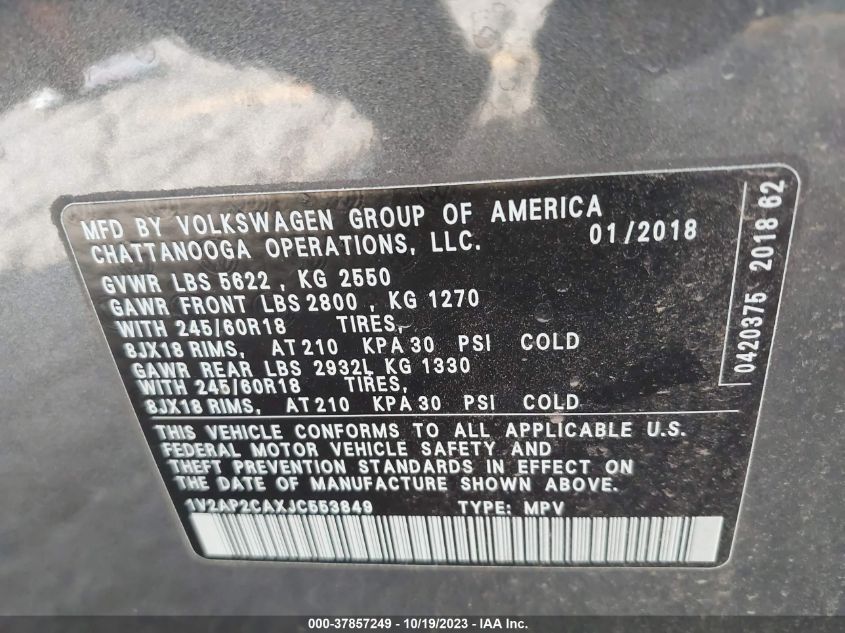 MFD BY VOLKSWAGEN GROUP OF AMERICA
CHATTANOOGA OPERATIONS, LLC. 01/2018
GVWR LBS 5622 , KG 2550
GAWR FRONT LBS 2800 , KG 1270
WITH 245/60R18 TIRES,
8JX18 RIMS, AT 210 KPA 30 PSI COLD
GAWR REAR LBS 2932L KG 1330
WITH 245/60R18 TIRES,
8JX18 RIMS, AT 210 KPA 30 PSI COLD
THIS VEHICLE CONFORMS TO ALL APPLICABLE U.S.
FEDERAL MOTOR VEHICLE SAFETY AND
THEFT PREVENTION STANDARDS IN EFFECT ON
THE DATE OF MANUFACTURE SHOWN ABOVE.
1V2AP2CAXJC553849 TYPE: MPV
0420375 2018 62
000-37857249 - 10/19/2023 - IAA Inc.